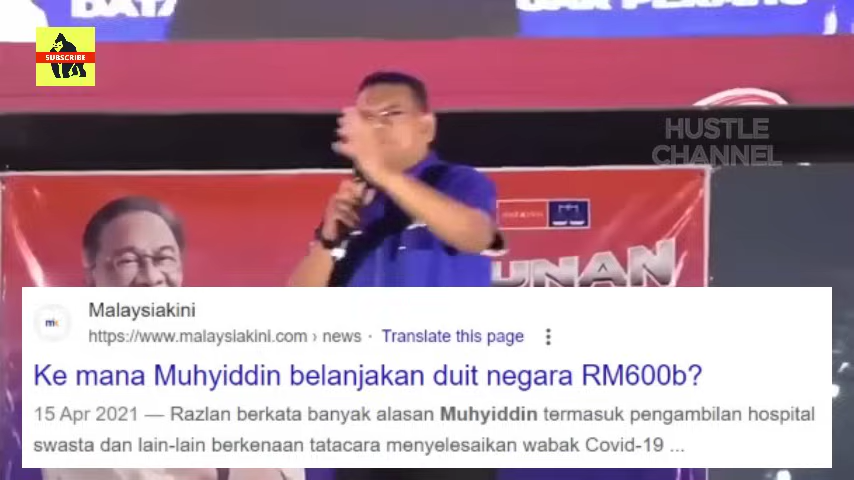 SUBSCRIBE
HUSTLE
CHANNEL
UNAN
Malaysiakini
https://www.malaysiakini.com › news · Translate this page
Ke mana Muhyiddin belanjakan duit negara RM600b?
15 Apr 2021 — Razlan berkata banyak alasan Muhyiddin termasuk pengambilan hospital
swasta dan lain-lain berkenaan tatacara menyelesaikan wabak Covid-19 ...